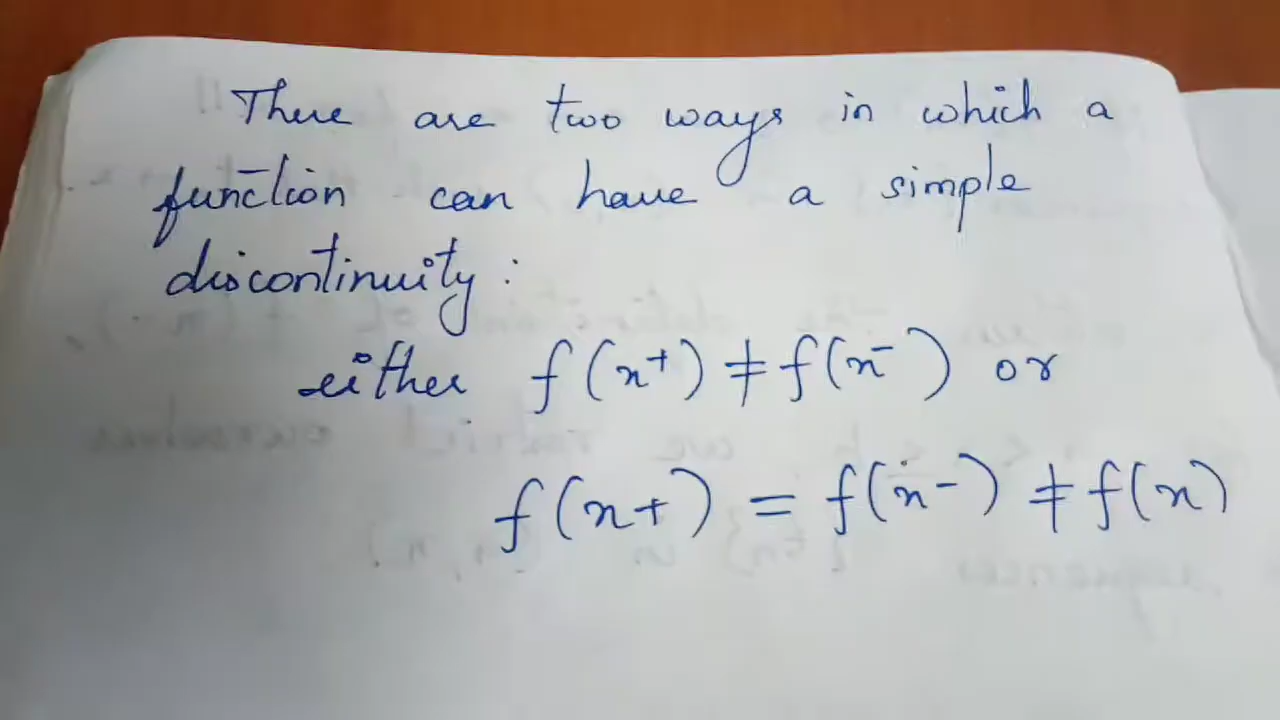 There are two ways in which a
function can have a simple
discontinuity:
either f(x+) ≠ f(x-) or
f(x+) = f(x-) ≠ f(x)